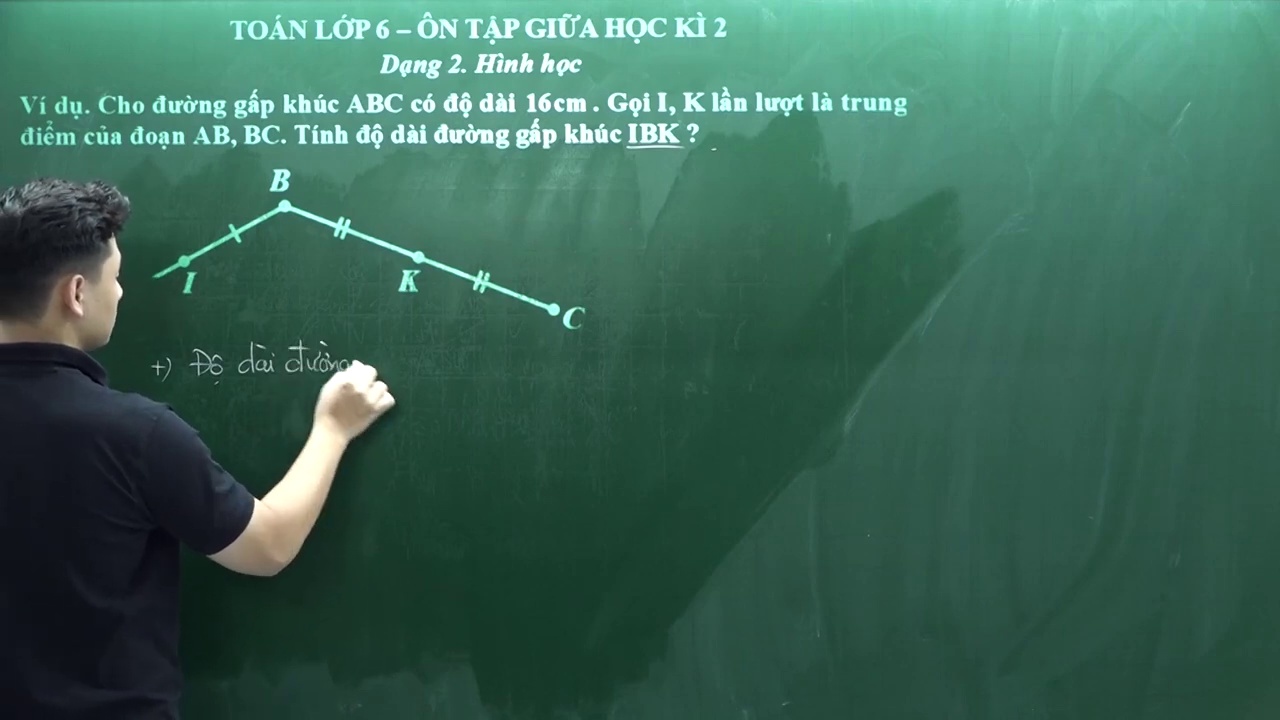 TOÁN LỚP 6 – ÔN TẬP GIỮA HỌC KÌ 2
Dạng 2. Hình học
Ví dụ. Cho đường gấp khúc ABC có độ dài 16cm . Gọi I, K lần lượt là trung
điểm của đoạn AB, BC. Tính độ dài đường gấp khúc IBK ?
B
I
K
C
+) Độ dài đường